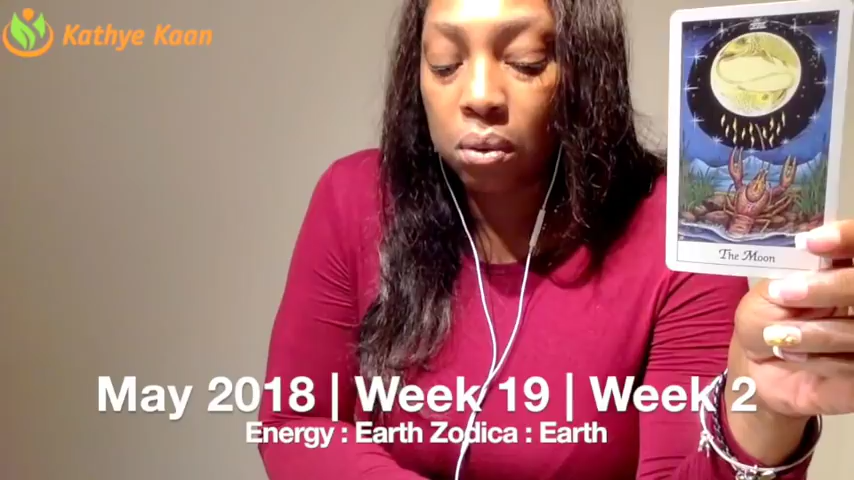 Kathye Kaan
The Moon
May 2018 | Week 19 | Week 2
Energy : Earth Zodica : Earth